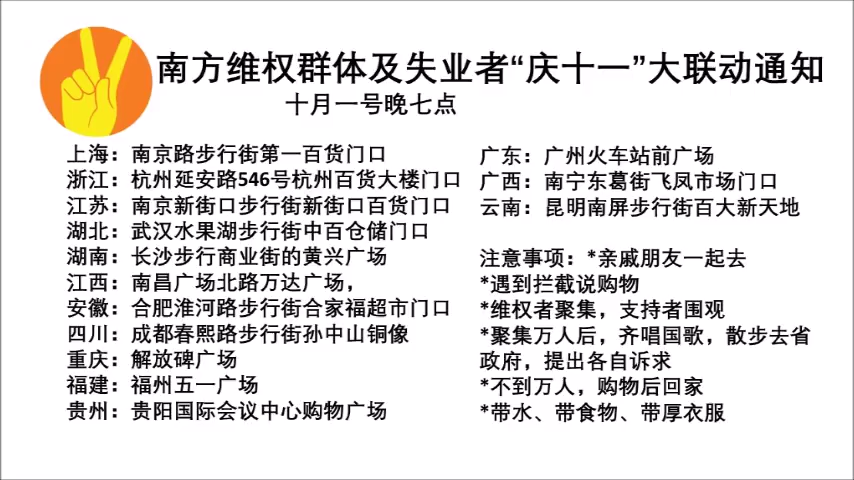 南方维权群体及失业者“庆十一”大联动通知
十月一号晚七点
上海：南京路步行街第一百货门口
浙江：杭州延安路546号杭州百货大楼门口
江苏：南京新街口步行街新街口百货门口
湖北：武汉水果湖步行街中百仓储门口
湖南：长沙步行商业街的黄兴广场
江西：南昌广场北路万达广场，
安徽：合肥淮河路步行街合家福超市门口
四川：成都春熙路步行街孙中山铜像
重庆：解放碑广场
福建：福州五一广场
贵州：贵阳国际会议中心购物广场
广东：广州火车站前广场
广西：南宁东葛街飞凤市场门口
云南：昆明南屏步行街百大新天地
注意事项：*亲戚朋友一起去
*遇到拦截说购物
*维权者聚集，支持者围观
*聚集万人后，齐唱国歌，散步去省
政府，提出各自诉求
*不到万人，购物后回家
*带水、带食物、带厚衣服